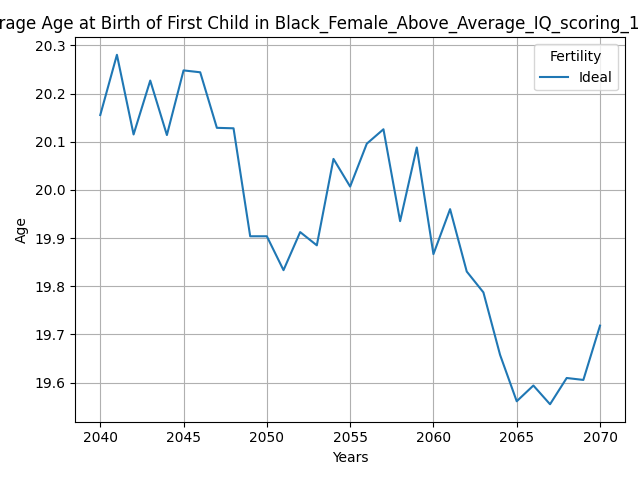 rage Age at Birth of First Child in Black_Female_Above_Average_IQ_scoring_1
20.3
20.2
20.1
20.0
19.9
19.8
19.7
19.6
Age
Fertility
Ideal
2040 2045 2050 2055 2060 2065 2070
Years